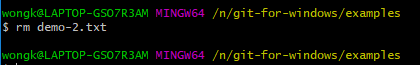 wongk@LAPTOP-GSO7R3AM MINGW64 /n/git-for-windows/examples
$ rm demo-2.txt
wongk@LAPTOP-GSO7R3AM MINGW64 /n/git-for-windows/examples